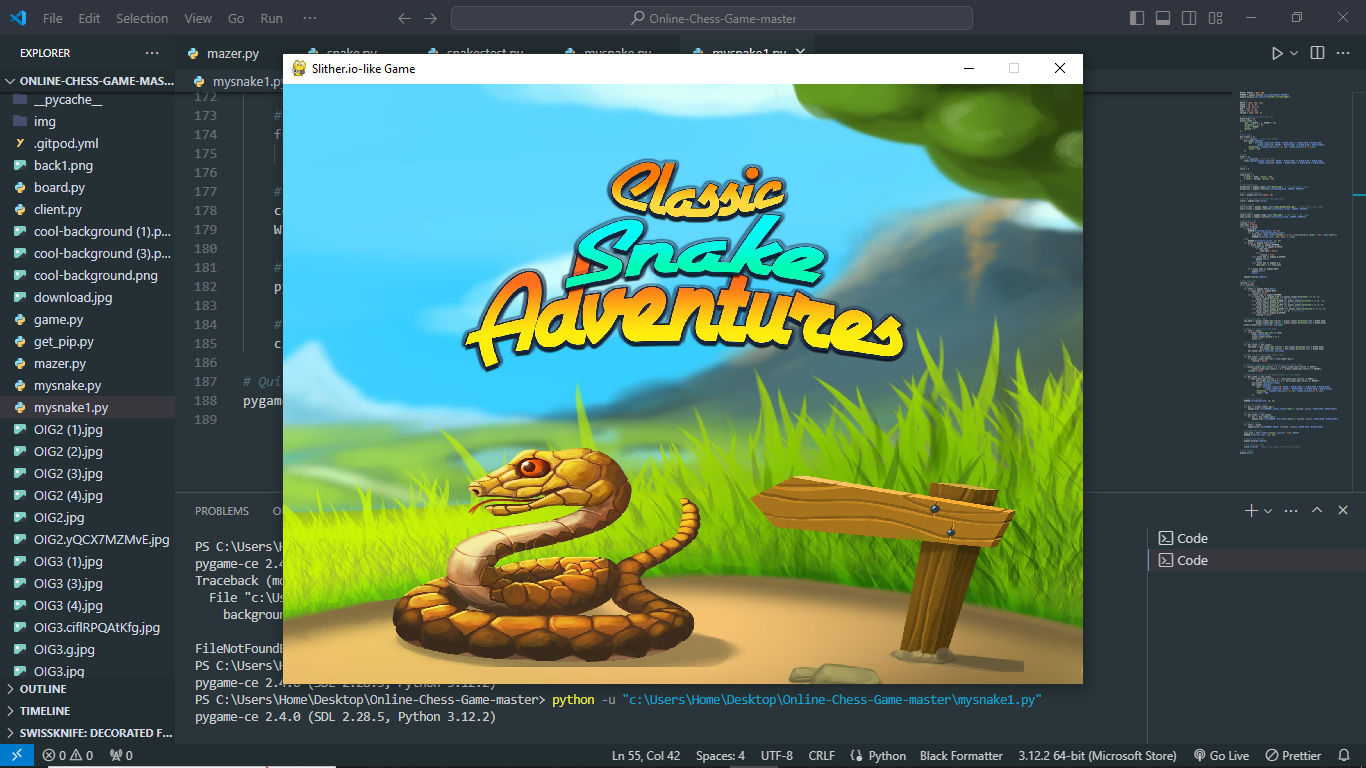 File Edit Selection View Go Run ··· Online-Chess-Game-master
EXPLORER ···
ONLINE-CHESS-GAME-MAS...
__pycache__
img
.gitpod.yml
back1.png
board.py
client.py
cool-background (1).p...
cool-background (3).p...
cool-background.png
download.jpg
game.py
get_pip.py
mazer.py
mysnake.py
mysnake1.py
OIG2 (1).jpg
OIG2 (2).jpg
OIG2 (3).jpg
OIG2 (4).jpg
OIG2.jpg
OIG2.yQCX7MZMvE.jpg
OIG3 (1).jpg
OIG3 (3).jpg
OIG3 (4).jpg
OIG3.ciflRPQAtKfg.jpg
OIG3.g.jpg
OIG3.jpg
OUTLINE
TIMELINE
SWISSKNIFE: DECORATED F...
mazer.py snake.py snakestest.py mysnake.py mysnake1.py
mysnake1.py
172
173 #
174 f
175
176
177 #
178 c
179 W
180
181 #
182 p
183
184 #
185 c
186
187 # Qui
188 pygam
189
Slither.io-like Game
Classic
Snake
Adventures
PROBLEMS
PS C:\Users\H
pygame-ce 2.4
Traceback (mo
File "c:\Us
backgroun
FileNotFoundE
PS C:\Users\H
pygame-ce 2.4.0 (SDL 2.28.5, Python 3.12.2)
PS C:\Users\Home\Desktop\Online-Chess-Game-master> python -u "c:\Users\Home\Desktop\Online-Chess-Game-master\mysnake1.py"
pygame-ce 2.4.0 (SDL 2.28.5, Python 3.12.2)
Code
Code
0 0 0 Ln 55, Col 42 Spaces: 4 UTF-8 CRLF Python Black Formatter 3.12.2 64-bit (Microsoft Store) Go Live Prettier